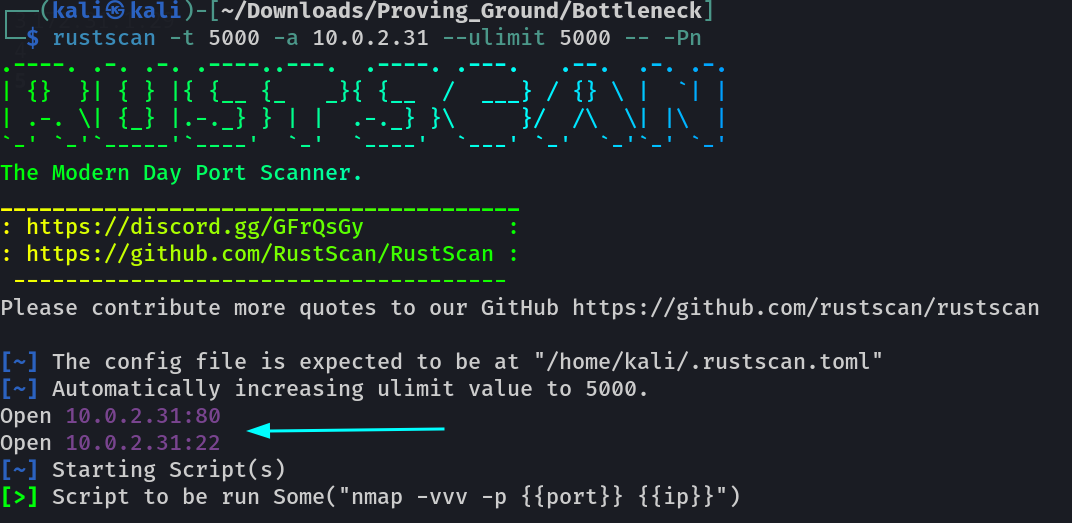 ┌──(kali㉿kali)-[~/Downloads/Proving_Ground/Bottleneck]
└─$ rustscan -t 5000 -a 10.0.2.31 --ulimit 5000 -- -Pn
.----. .-. .-. .----..---.  .----. .---.   .--.  .-. .-.
| {}  }| { } |{ {__ {_   _}{ {__  /  ___} / {} \ |  `| |
| .-. \| {_} |.-._} } | |  .-._} }\     }/  /\  \| |\  |
`-' `-'`-----'`----'  `-'  `----'  `---' `-'  `-'`-' `-'
The Modern Day Port Scanner.
________________________________________
: https://discord.gg/GFrQsGy           :
: https://github.com/RustScan/RustScan :
 --------------------------------------
Please contribute more quotes to our GitHub https://github.com/rustscan/rustscan
[~] The config file is expected to be at "/home/kali/.rustscan.toml"
[~] Automatically increasing ulimit value to 5000.
Open 10.0.2.31:80
Open 10.0.2.31:22
[~] Starting Script(s)
[>] Script to be run Some("nmap -vvv -p {{port}} {{ip}}")